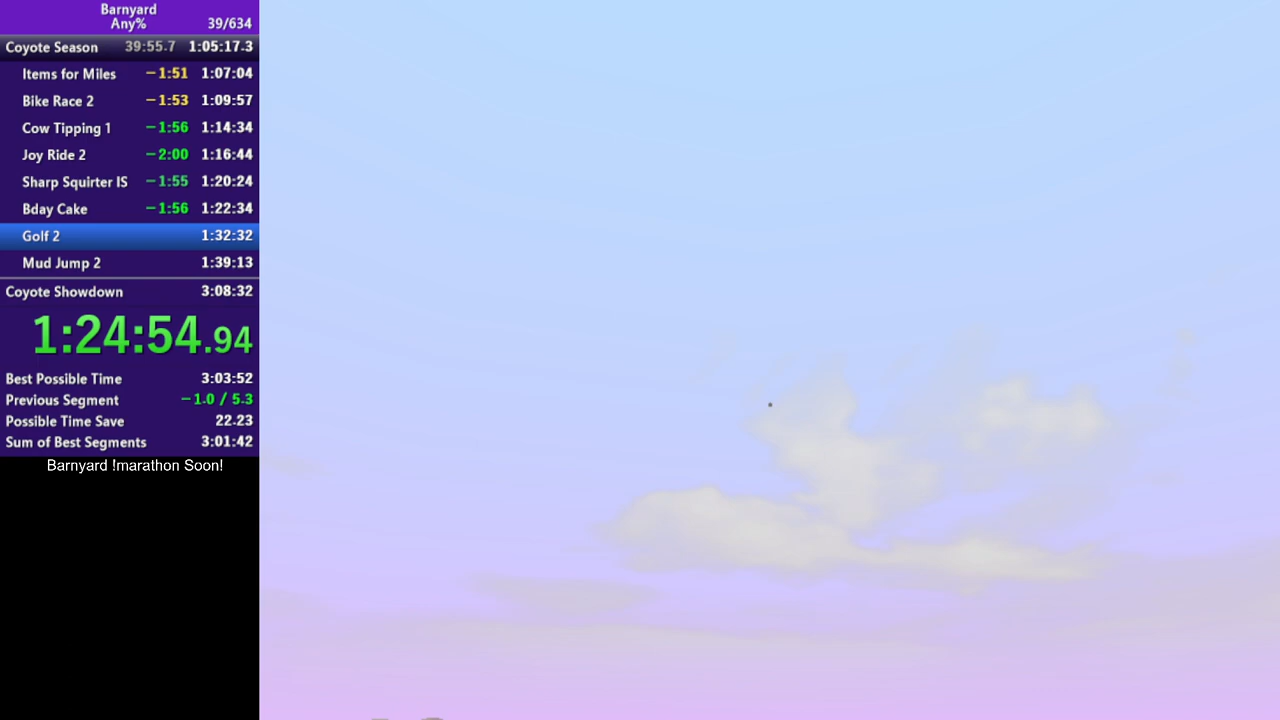 Barnyard
Any% 39/634
Coyote Season 39:55.7 1:05:17.3
Items for Miles −1:51 1:07:04
Bike Race 2 −1:53 1:09:57
Cow Tipping 1 −1:56 1:14:34
Joy Ride 2 −2:00 1:16:44
Sharp Squirter IS −1:55 1:20:24
Bday Cake −1:56 1:22:34
Golf 2 1:32:32
Mud Jump 2 1:39:13
Coyote Showdown 3:08:32
1:24:54.94
Best Possible Time 3:03:52
Previous Segment −1.0 / 5.3
Possible Time Save 22.23
Sum of Best Segments 3:01:42
Barnyard !marathon Soon!